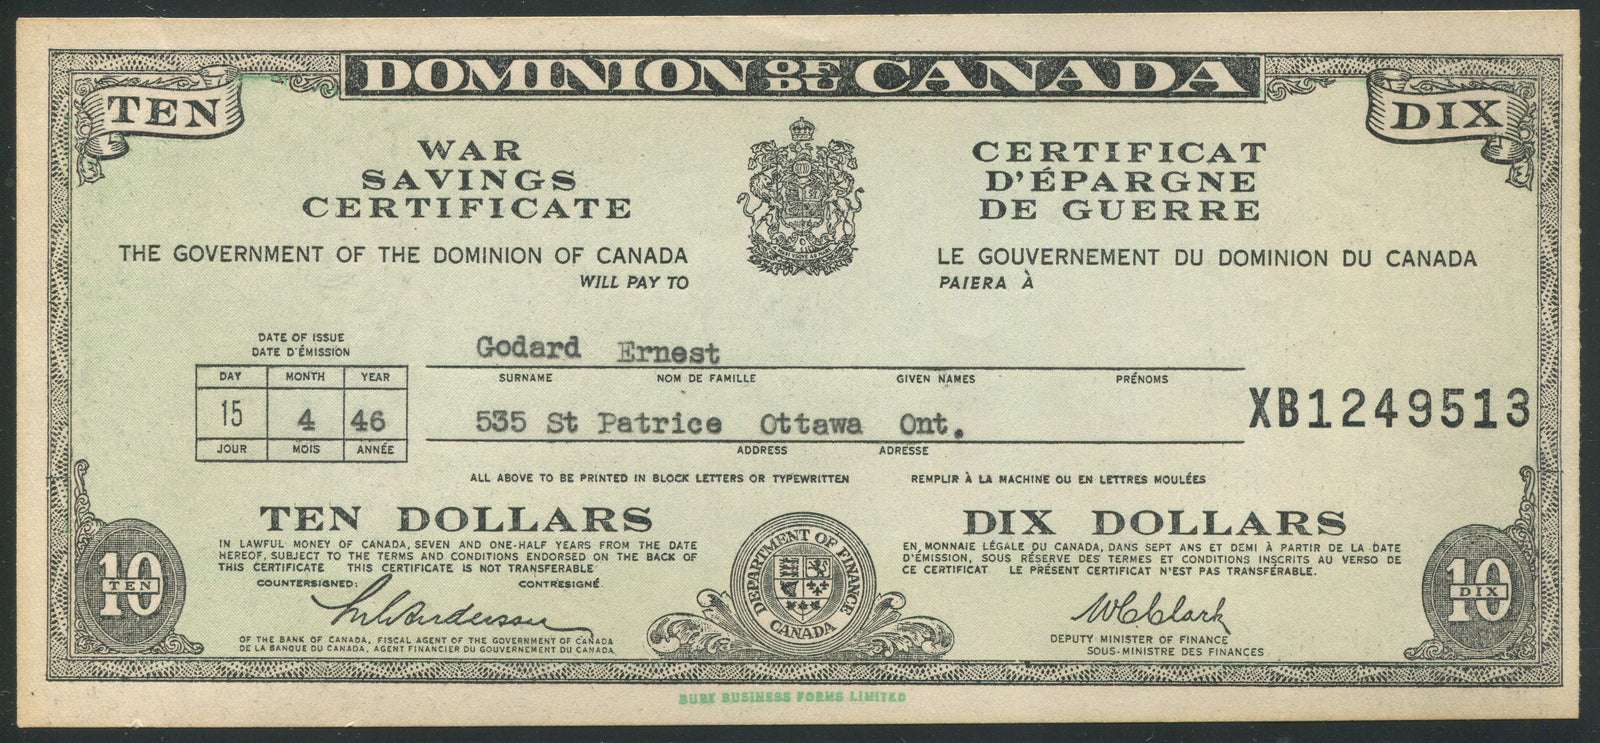 DOMINION OF DU CANADA
TEN
DIX
WAR
SAVINGS
CERTIFICATE
CERTIFICAT
D'ÉPARGNE
DE GUERRE
THE GOVERNMENT OF THE DOMINION OF CANADA
WILL PAY TO
LE GOUVERNEMENT DU DOMINION DU CANADA
PAIERA À
DATE OF ISSUE
DATE D'ÉMISSION
DAY MONTH YEAR
15 4 46
JOUR MOIS ANNÉE
Godard Ernest
SURNAME NOM DE FAMILLE GIVEN NAMES PRÉNOMS
535 St Patrice Ottawa Ont.
ADDRESS ADRESSE
XB1249513
ALL ABOVE TO BE PRINTED IN BLOCK LETTERS OR TYPEWRITTEN REMPLIR À LA MACHINE OU EN LETTRES MOULÉES
TEN DOLLARS
IN LAWFUL MONEY OF CANADA, SEVEN AND ONE-HALF YEARS FROM THE DATE
HEREOF, SUBJECT TO THE TERMS AND CONDITIONS ENDORSED ON THE BACK OF
THIS CERTIFICATE THIS CERTIFICATE IS NOT TRANSFERABLE
COUNTERSIGNED: CONTRESIGNÉ.
OF THE BANK OF CANADA, FISCAL AGENT OF THE GOVERNMENT OF CANADA
DE LA BANQUE DU CANADA, AGENT FINANCIER DU GOUVERNEMENT DU CANADA
10
TEN
DEPARTMENT OF FINANCE
CANADA
DIX DOLLARS
EN MONNAIE LÉGALE DU CANADA, DANS SEPT ANS ET DEMI À PARTIR DE LA DATE
D'ÉMISSION, SOUS RÉSERVE DES TERMES ET CONDITIONS INSCRITS AU VERSO DE
CE CERTIFICAT LE PRÉSENT CERTIFICAT N'EST PAS TRANSFÉRABLE.
W C Clark
DEPUTY MINISTER OF FINANCE
SOUS-MINISTRE DES FINANCES
10
DIX
BUSINESS FORMS LIMITED